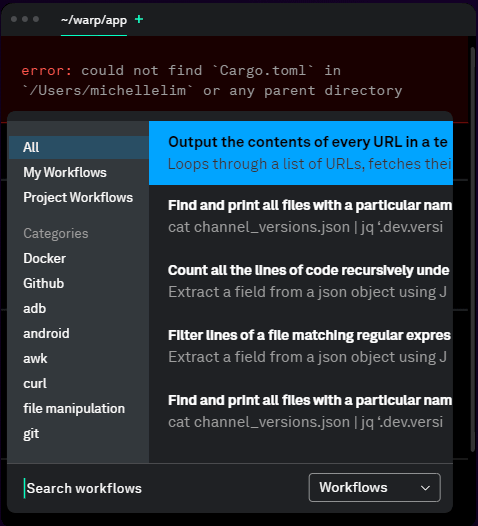 ~/warp/app +
error: could not find `Cargo.toml` in
`/Users/michellelim` or any parent directory
All
My Workflows
Project Workflows
Categories
Docker
Github
adb
android
awk
curl
file manipulation
git
Output the contents of every URL in a te
Loops through a list of URLs, fetches thei
Find and print all files with a particular nam
cat channel_versions.json | jq ‘.dev.versi
Count all the lines of code recursively unde
Extract a field from a json object using J
Filter lines of a file matching regular expres
Extract a field from a json object using J
Find and print all files with a particular nam
cat channel_versions.json | jq ‘.dev.versi
Search workflows
Workflows